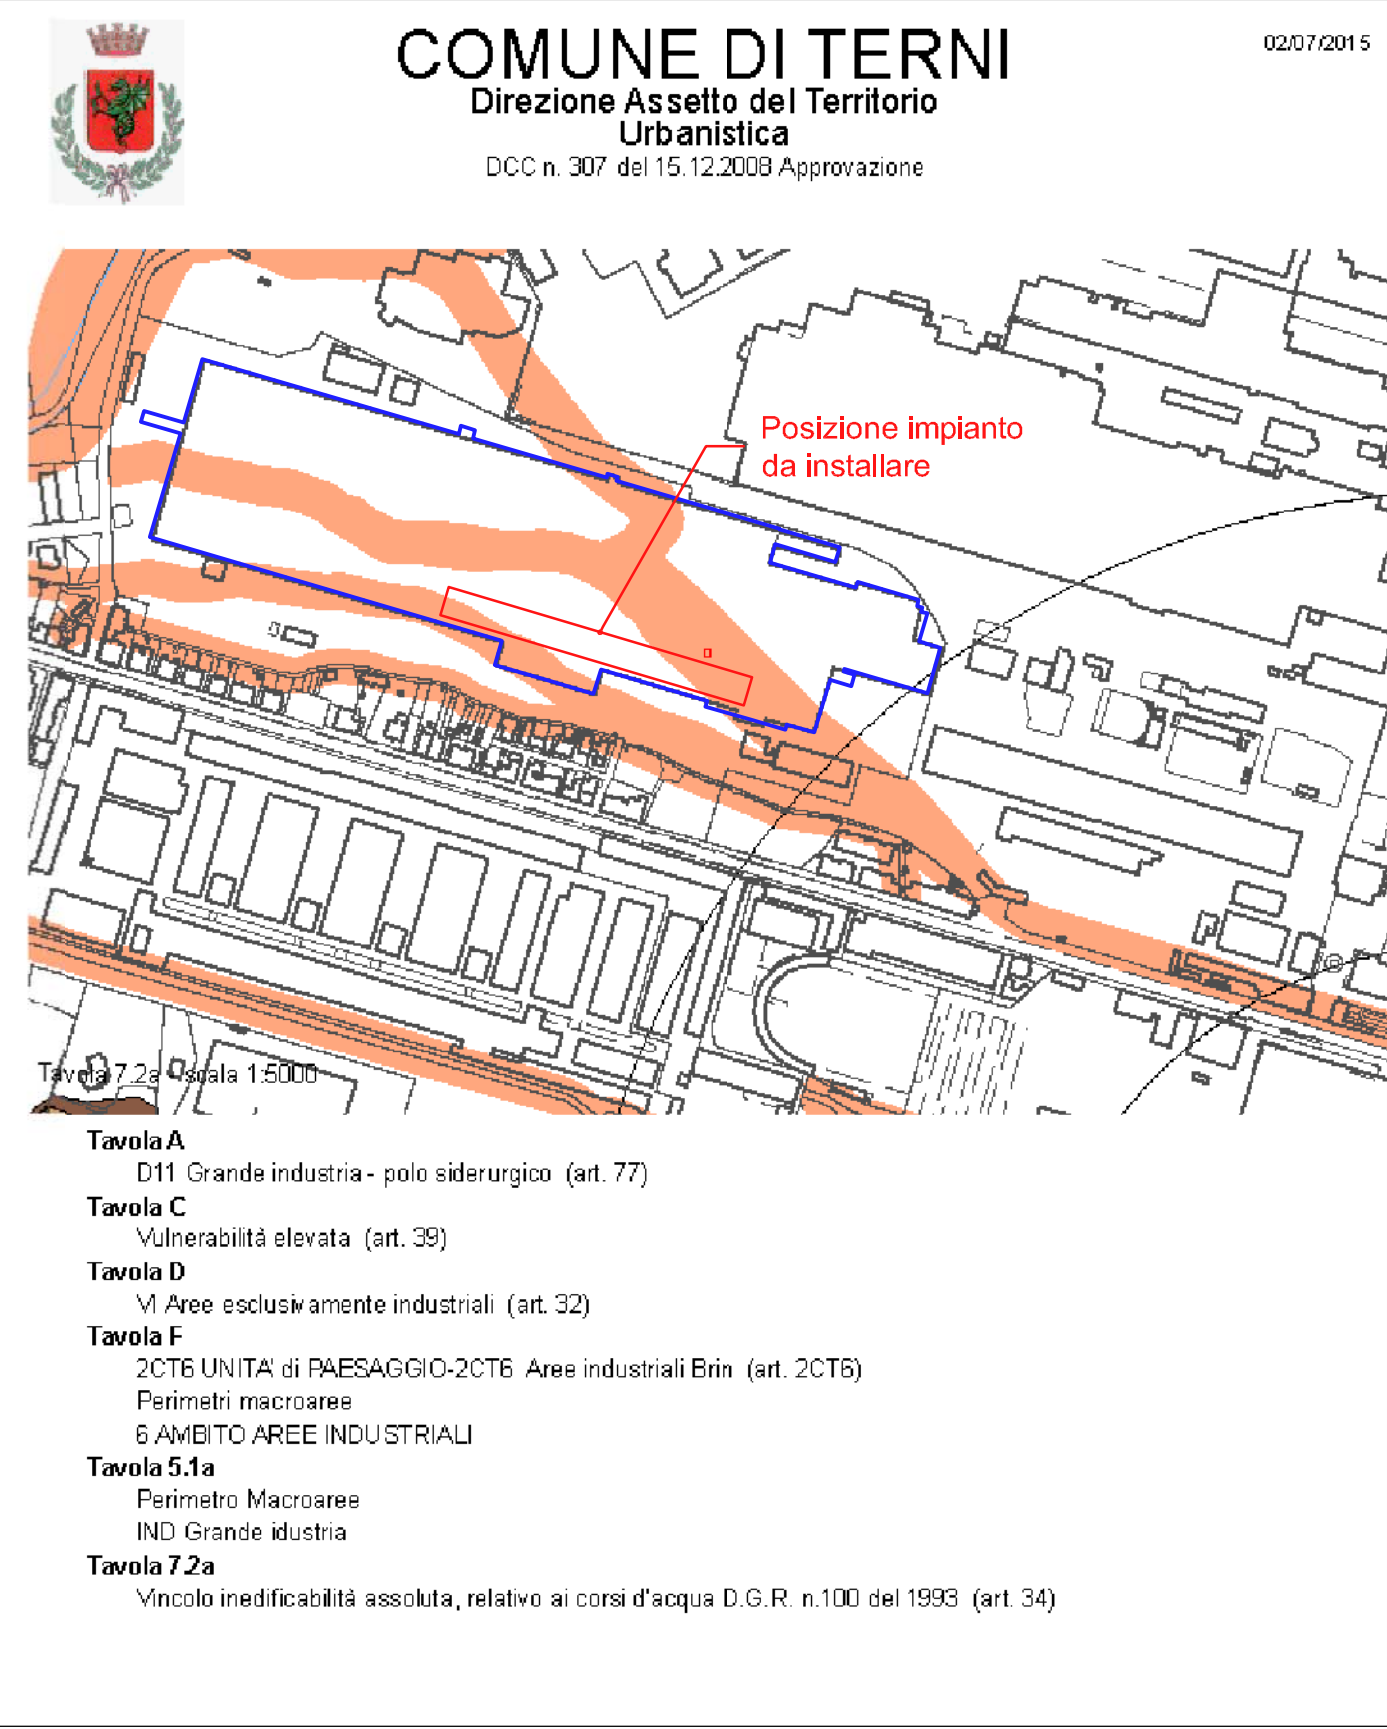 COMUNE DI TERNI
02/07/2015
Direzione Assetto del Territorio
Urbanistica
DCC n. 307 del 15.12.2008 Approvazione
Posizione impianto
da installare
Tavola 7.2a - scala 1:5000
Tavola A
D11 Grande industria - polo siderurgico (art. 77)
Tavola C
Vulnerabilità elevata (art. 39)
Tavola D
VI Aree esclusivamente industriali (art. 32)
Tavola F
2CT6 UNITA' di PAESAGGIO-2CT6 Aree industriali Brin (art. 2CT6)
Perimetri macroaree
6 AMBITO AREE INDUSTRIALI
Tavola 5.1a
Perimetro Macroaree
IND Grande idustria
Tavola 7.2a
Vincolo inedificabilità assoluta, relativo ai corsi d'acqua D.G.R. n.100 del 1993 (art. 34)